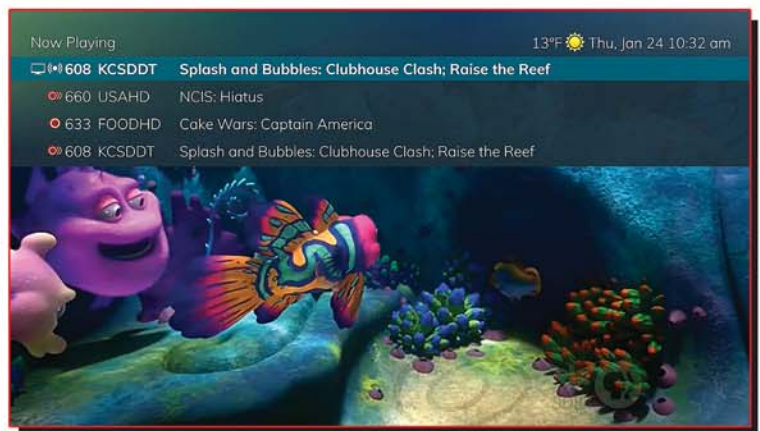 Now Playing 13°F Thu, Jan 24 10:32 am
608 KCSDDT Splash and Bubbles: Clubhouse Clash; Raise the Reef
660 USAHD NCIS: Hiatus
633 FOODHD Cake Wars: Captain America
608 KCSDDT Splash and Bubbles: Clubhouse Clash; Raise the Reef